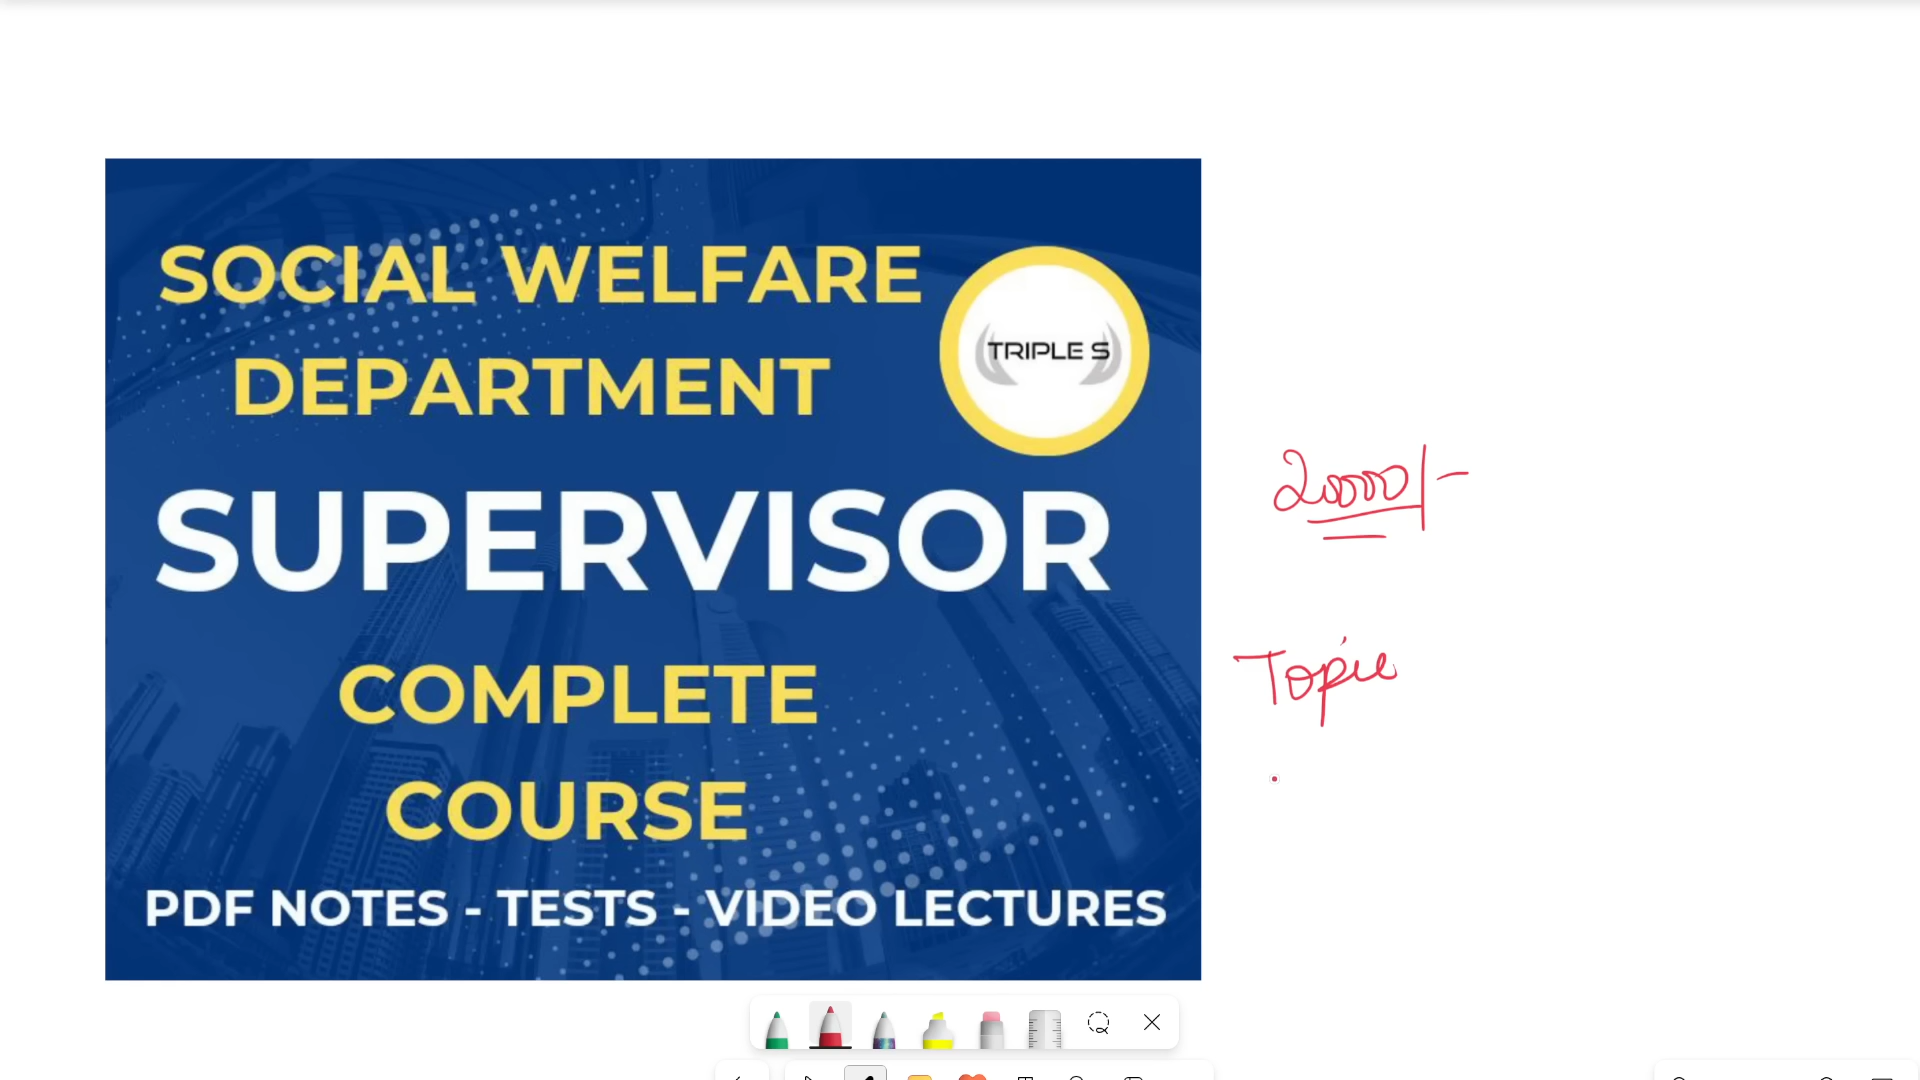 SOCIAL WELFARE
DEPARTMENT
TRIPLE S
SUPERVISOR
COMPLETE
COURSE
PDF NOTES - TESTS - VIDEO LECTURES
20000/-
Topic